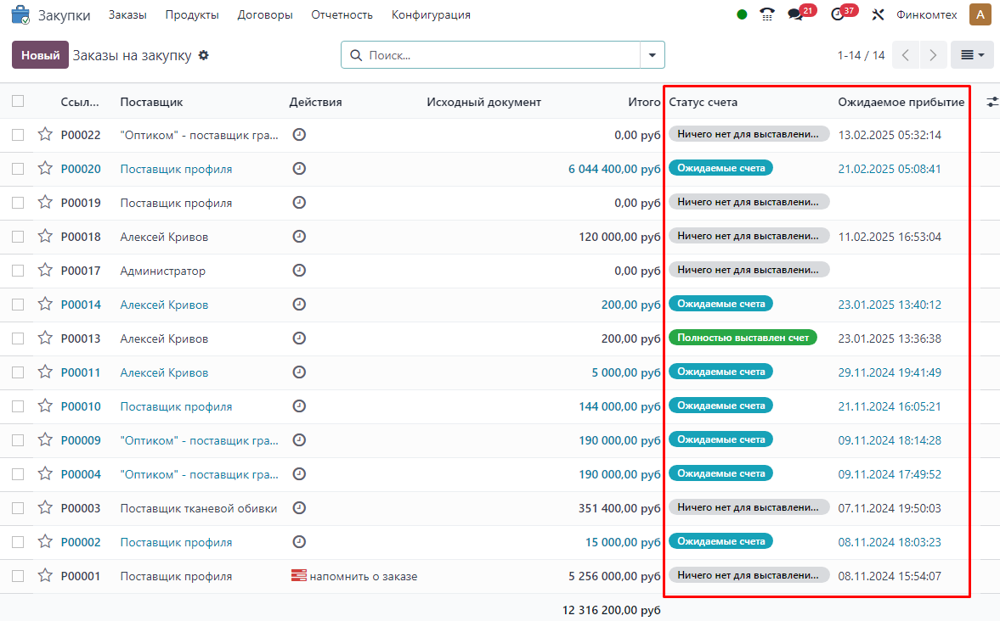 Закупки Заказы Продукты Договоры Отчетность Конфигурация 21 37 Финкомтех A
Новый Заказы на закупку Поиск... 1-14 / 14
Ссыл... Поставщик Действия Исходный документ Итого Статус счета Ожидаемое прибытие
P00022 "Оптиком" - поставщик гра... 0,00 руб Ничего нет для выставлени... 13.02.2025 05:32:14
P00020 Поставщик профиля 6 044 400,00 руб Ожидаемые счета 21.02.2025 05:08:41
P00019 Поставщик профиля 0,00 руб Ничего нет для выставлени...
P00018 Алексей Кривов 120 000,00 руб Ничего нет для выставлени... 11.02.2025 16:53:04
P00017 Администратор 0,00 руб Ничего нет для выставлени...
P00014 Алексей Кривов 200,00 руб Ожидаемые счета 23.01.2025 13:40:12
P00013 Алексей Кривов 200,00 руб Полностью выставлен счет 23.01.2025 13:36:38
P00011 Алексей Кривов 5 000,00 руб Ожидаемые счета 29.11.2024 19:41:49
P00010 Поставщик профиля 144 000,00 руб Ожидаемые счета 21.11.2024 16:05:21
P00009 "Оптиком" - поставщик гра... 190 000,00 руб Ожидаемые счета 09.11.2024 18:14:28
P00004 "Оптиком" - поставщик гра... 190 000,00 руб Ожидаемые счета 09.11.2024 17:49:52
P00003 Поставщик тканевой обивки 351 400,00 руб Ничего нет для выставлени... 07.11.2024 19:50:03
P00002 Поставщик профиля 15 000,00 руб Ожидаемые счета 08.11.2024 18:03:23
P00001 Поставщик профиля напомнить о заказе 5 256 000,00 руб Ничего нет для выставлени... 08.11.2024 15:54:07
12 316 200,00 руб